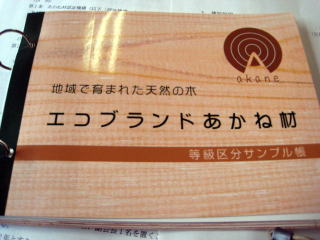 akane
地域で育まれた天然の木
エコブランドあかね材
等級区分サンプル帳